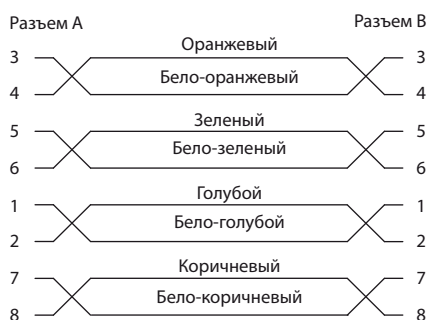 Разъем А Разъем В
Оранжевый
3 3
Бело-оранжевый
4 4
Зеленый
5 5
Бело-зеленый
6 6
Голубой
1 1
Бело-голубой
2 2
Коричневый
7 7
Бело-коричневый
8 8